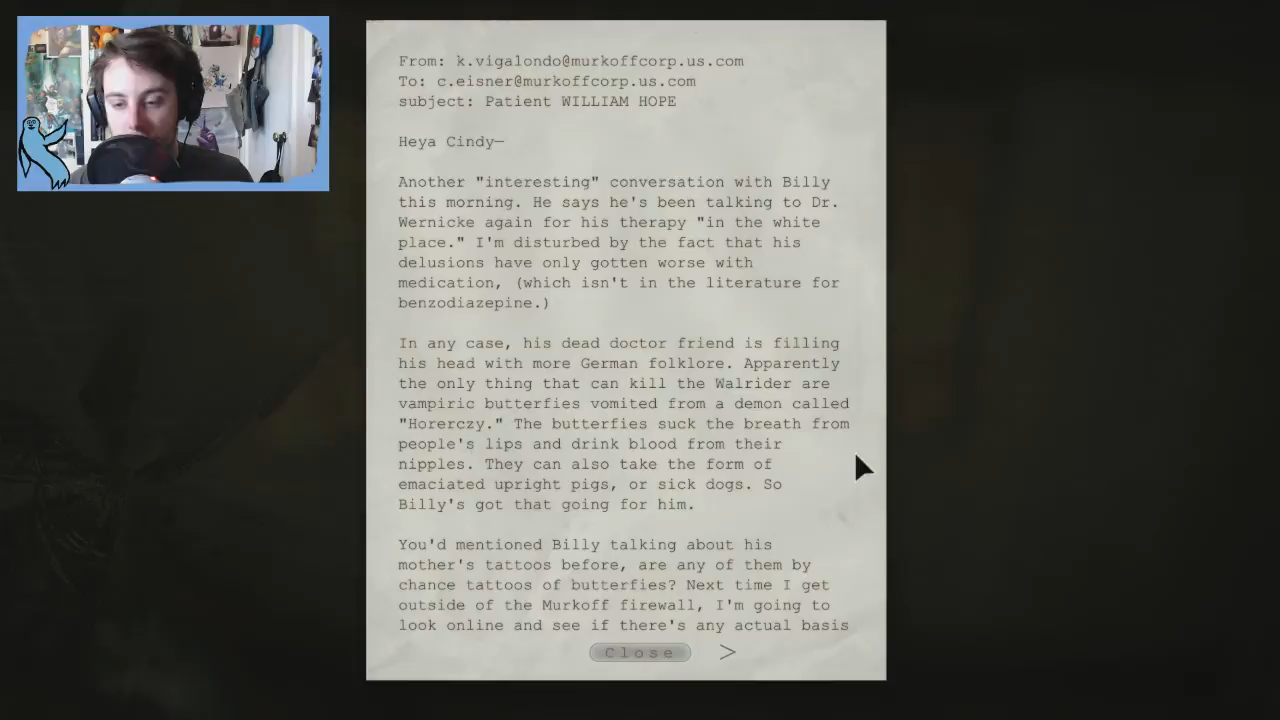 From: k.vigalondo@murkoffcorp.us.com
To: c.eisner@murkoffcorp.us.com
subject: Patient WILLIAM HOPE
Heya Cindy—
Another "interesting" conversation with Billy
this morning. He says he's been talking to Dr.
Wernicke again for his therapy "in the white
place." I'm disturbed by the fact that his
delusions have only gotten worse with
medication, (which isn't in the literature for
benzodiazepine.)
In any case, his dead doctor friend is filling
his head with more German folklore. Apparently
the only thing that can kill the Walrider are
vampiric butterfies vomited from a demon called
"Horerczy." The butterfies suck the breath from
people's lips and drink blood from their
nipples. They can also take the form of
emaciated upright pigs, or sick dogs. So
Billy's got that going for him.
You'd mentioned Billy talking about his
mother's tattoos before, are any of them by
chance tattoos of butterfies? Next time I get
outside of the Murkoff firewall, I'm going to
look online and see if there's any actual basis
Close >